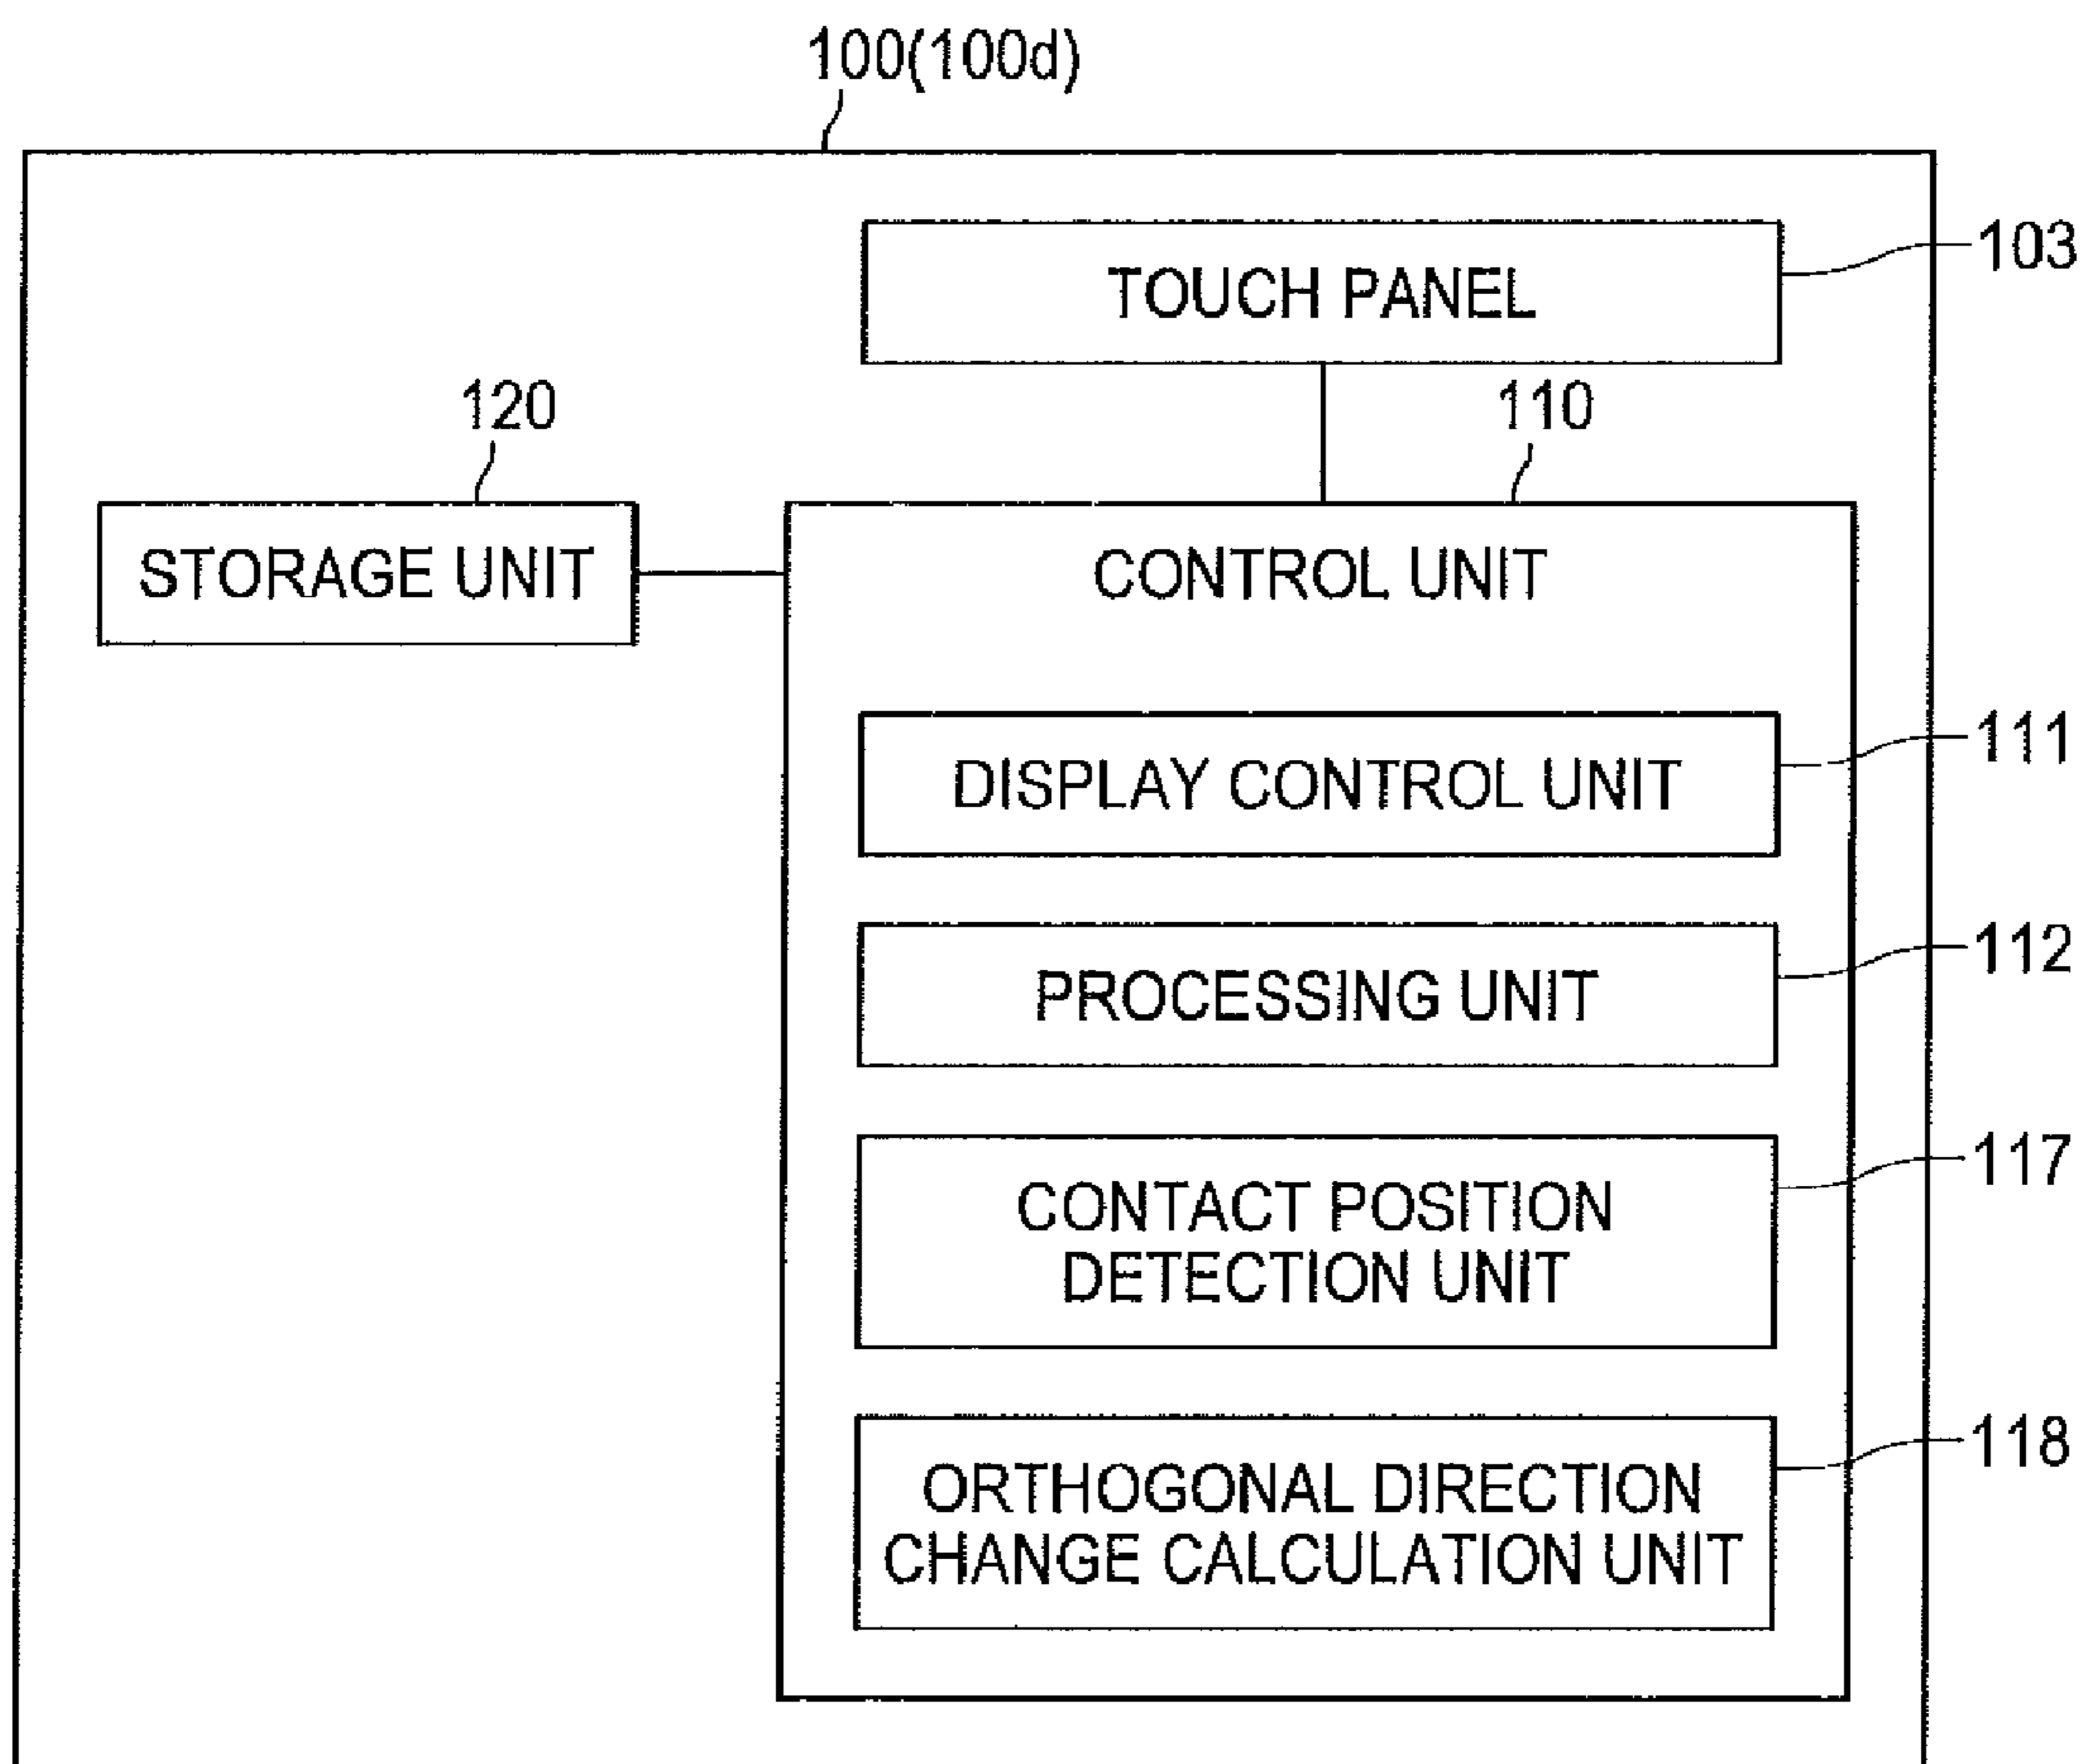 100(100d)
TOUCH PANEL
103
120
110
STORAGE UNIT
CONTROL UNIT
111
DISPLAY CONTROL UNIT
112
PROCESSING UNIT
117
CONTACT POSITION
DETECTION UNIT
118
ORTHOGONAL DIRECTION
CHANGE CALCULATION UNIT